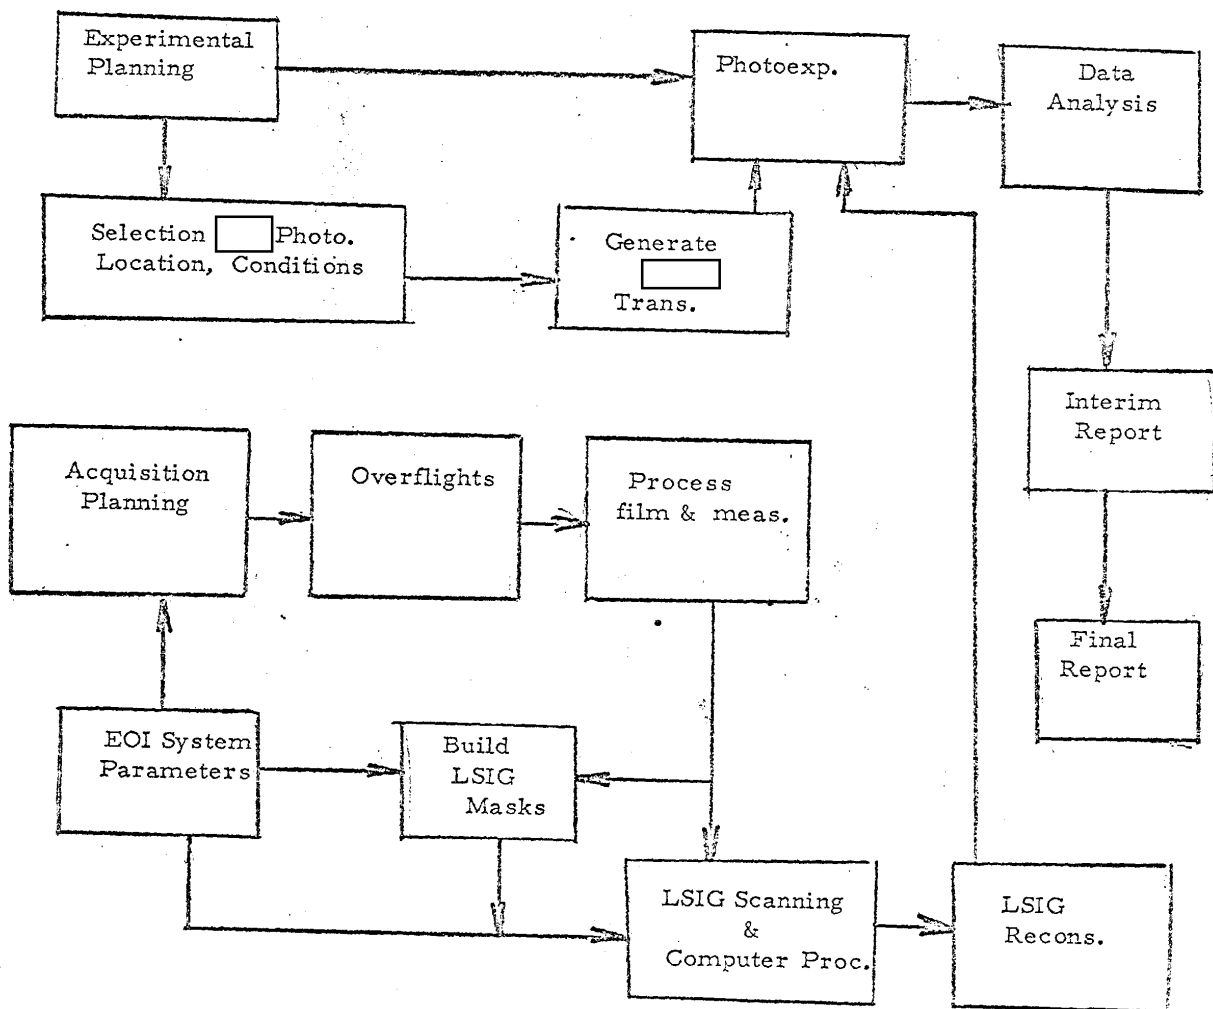 Experimental
Planning
Photoexp.
Data
Analysis
Selection Photo.
Location, Conditions
Generate
Trans.
Interim
Report
Acquisition
Planning
Overflights
Process
film & meas.
Final
Report
EOI System
Parameters
Build
LSIG
Masks
LSIG Scanning
&
Computer Proc.
LSIG
Recons.